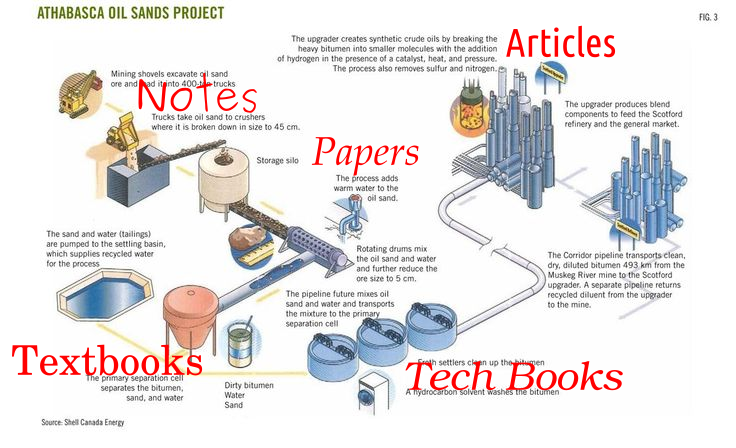 ATHABASCA OIL SANDS PROJECT
FIG. 3
The upgrader creates synthetic crude oils by breaking the
heavy bitumen into smaller molecules with the addition
of hydrogen in the presence of a catalyst, heat, and pressure.
The process also removes sulfur and nitrogen.
Articles
Scotford Upgrader
Mining shovels excavate oil sand
ore and load it into 400-ton trucks
Notes
Trucks take oil sand to crushers
where it is broken down in size to 45 cm.
The upgrader produces blend
components to feed the Scotford
refinery and the general market.
Storage silo
Papers
The process adds
warm water to the
oil sand.
Scotford Refinery
The sand and water (tailings)
are pumped to the settling basin,
which supplies recycled water
for the process
Rotating drums mix
the oil sand and water
and further reduce the
ore size to 5 cm.
The Corridor pipeline transports clean,
dry, diluted bitumen 493 km from the
Muskeg River mine to the Scotford
upgrader. A separate pipeline returns
recycled diluent from the upgrader
to the mine.
The pipeline future mixes oil
sand and water and transports
the mixture to the primary
separation cell
Textbooks
The primary separation cell
separates the bitumen,
sand, and water
Dirty bitumen
Water
Sand
Froth settlers clean up the bitumen
Tech Books
A hydrocarbon solvent washes the bitumen
Source: Shell Canada Energy